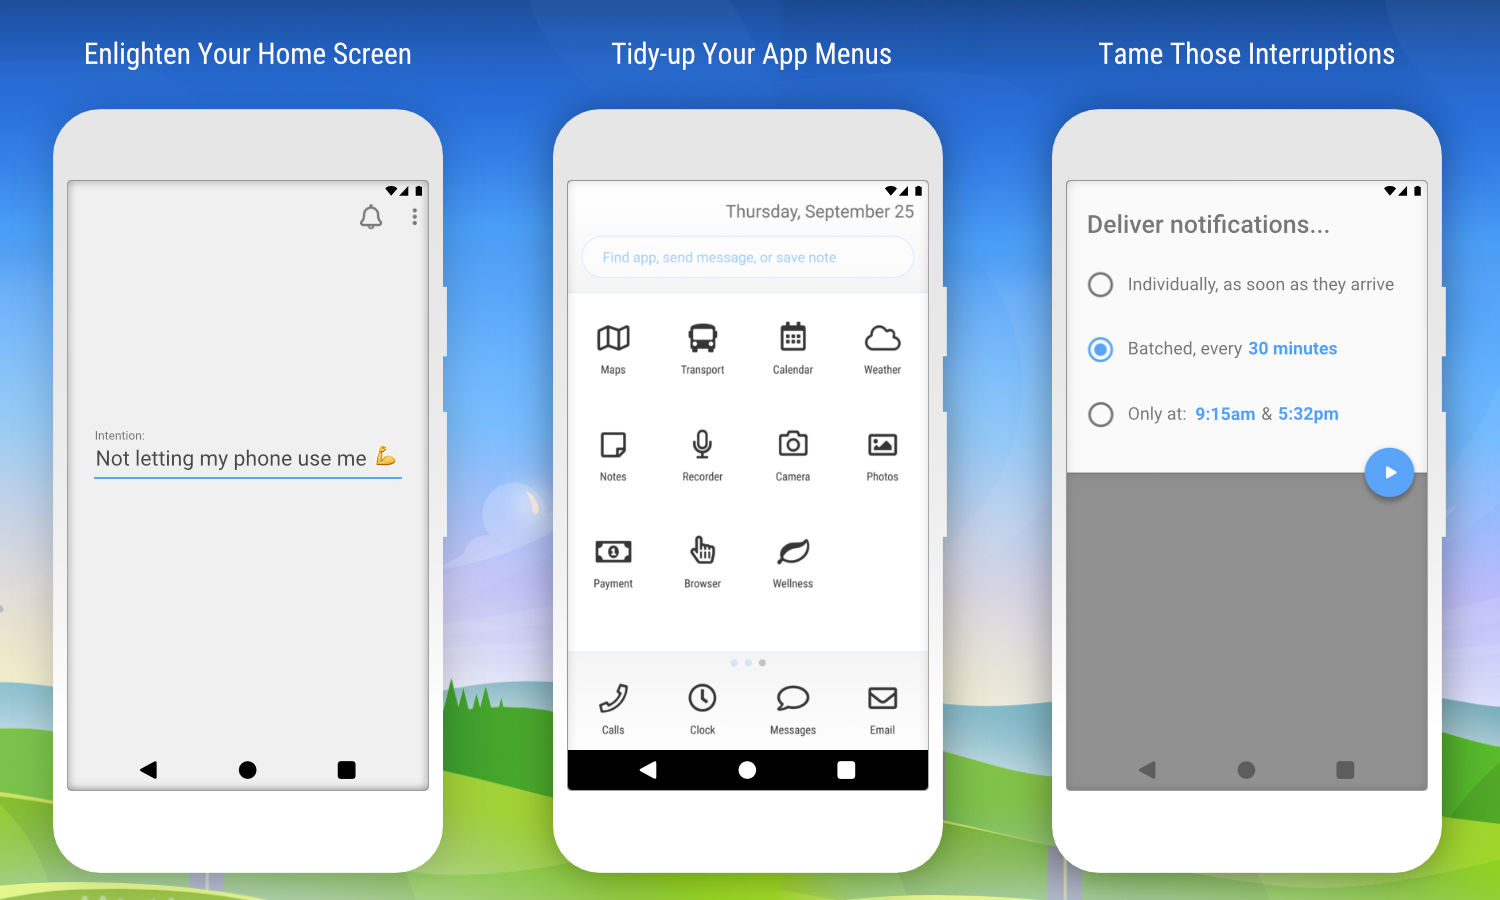 Enlighten Your Home Screen
Intention:
Not letting my phone use me 💪
Tidy-up Your App Menus
Thursday, September 25
Find app, send message, or save note
Maps Transport Calendar Weather
Notes Recorder Camera Photos
Payment Browser Wellness
Calls Clock Messages Email
Tame Those Interruptions
Deliver notifications...
Individually, as soon as they arrive
Batched, every 30 minutes
Only at: 9:15am & 5:32pm